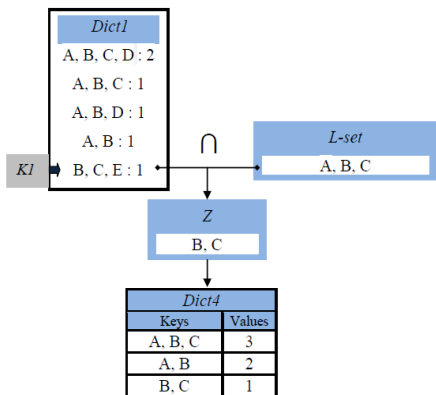 Dict1
A, B, C, D : 2
A, B, C : 1
A, B, D : 1
A, B : 1
K1
B, C, E : 1
∩
L-set
A, B, C
Z
B, C
Dict4
Keys Values
A, B, C 3
A, B 2
B, C 1